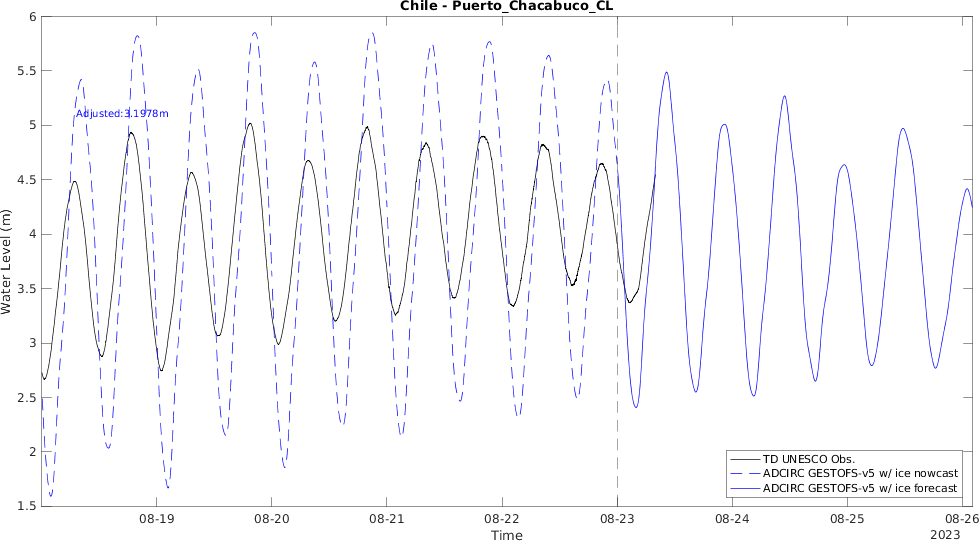 Chile - Puerto_Chacabuco_CL
6
5.5
5
4.5
4
3.5
3
2.5
2
1.5
Water Level (m)
Adjusted:3.1978m
TD UNESCO Obs.
ADCIRC GESTOFS-v5 w/ ice nowcast
ADCIRC GESTOFS-v5 w/ ice forecast
08-19 08-20 08-21 08-22 08-23 08-24 08-25 08-26
Time
2023